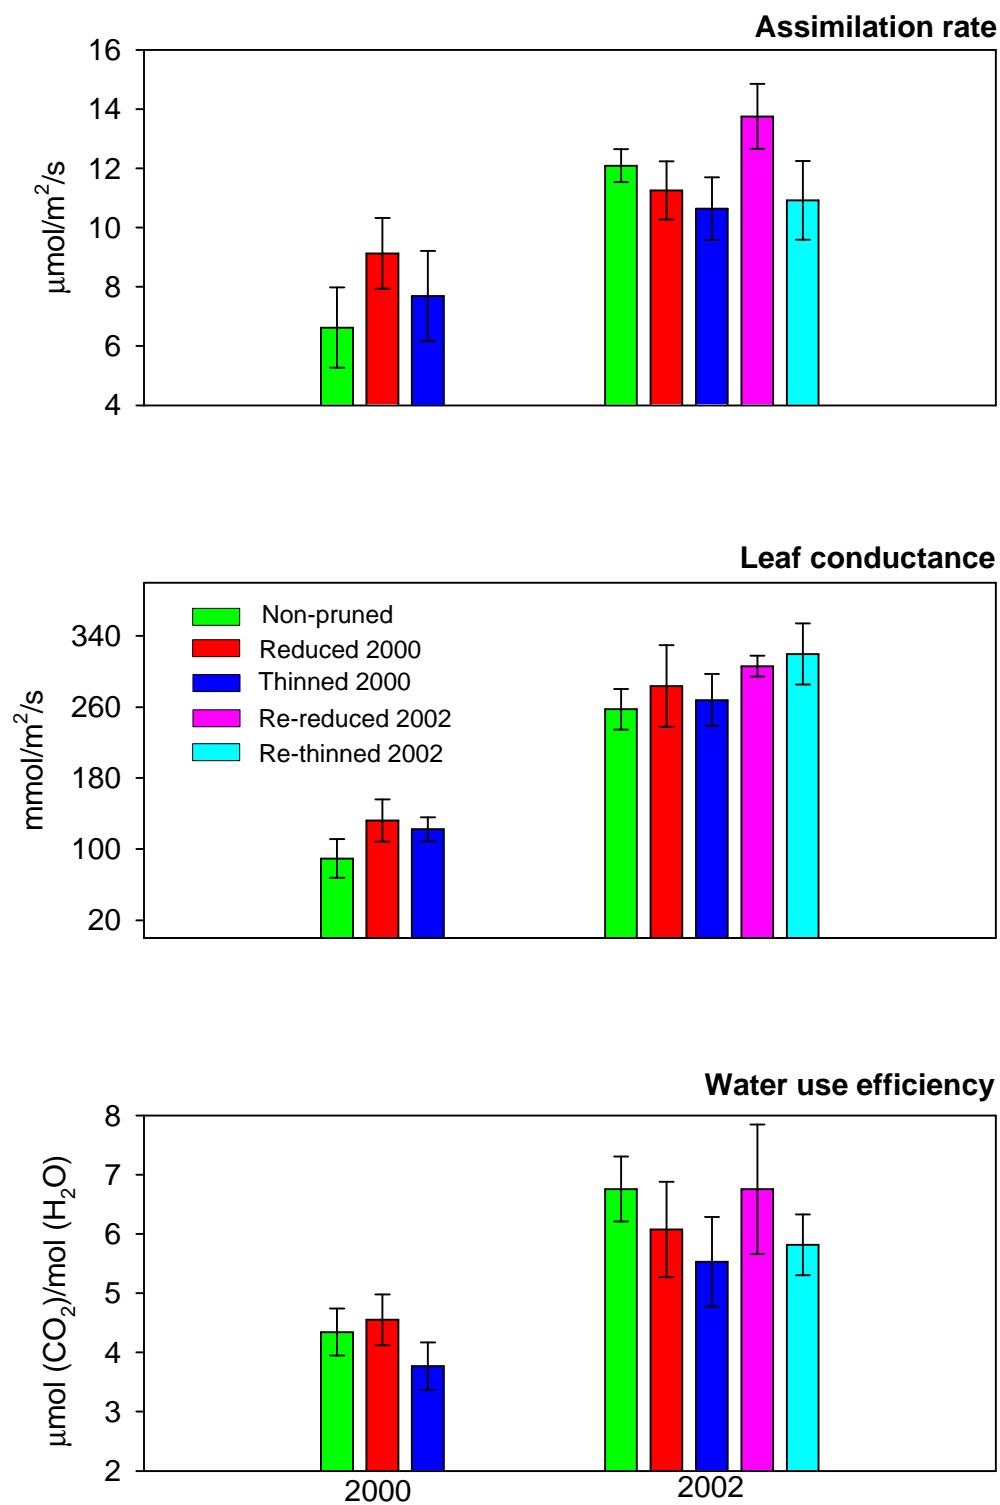 Assimilation rate
16
14
12
10
8
6
4
μmol/m²/s
Leaf conductance
340
260
180
100
20
mmol/m²/s
Non-pruned
Reduced 2000
Thinned 2000
Re-reduced 2002
Re-thinned 2002
Water use efficiency
8
7
6
5
4
3
2
μmol (CO₂)/mol (H₂O)
2000
2002